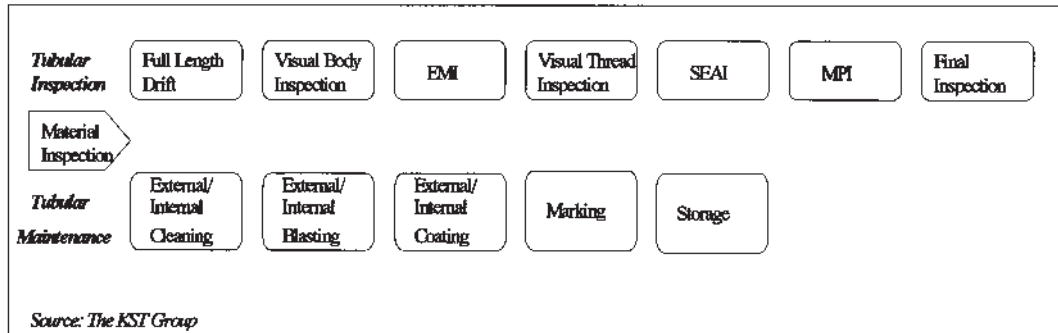 Tubular
Inspection
Full Length
Drift
Visual Body
Inspection
EMI
Visual Thread
Inspection
SEAI
MPI
Final
Inspection
Material
Inspection
Tubular
Maintenance
External/
Internal
Cleaning
External/
Internal
Blasting
External/
Internal
Coating
Marking
Storage
Source: The KST Group